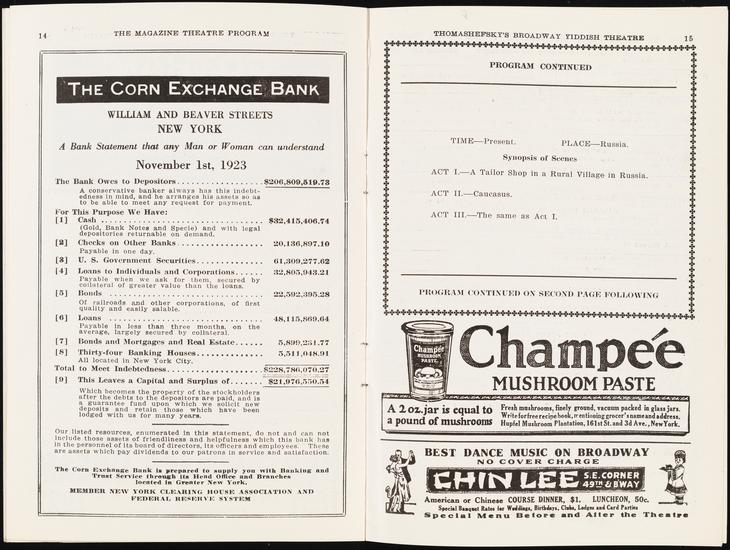 14
THE MAGAZINE THEATRE PROGRAM
THE CORN EXCHANGE BANK
WILLIAM AND BEAVER STREETS
NEW YORK
A Bank Statement that any Man or Woman can understand
November 1st, 1923
The Bank Owes to Depositors.................$206,809,519.73
A conservative banker always has this indebt-
edness in mind, and he arranges his assets so as
to be able to meet any request for payment.
For This Purpose We Have:
[1] Cash ........................ $32,415,406.74
(Gold, Bank Notes and Specie) and with legal
depositories returnable on demand.
[2] Checks on Other Banks................ 20,136,897.10
Payable in one day.
[3] U. S. Government Securities............ 61,309,277.62
[4] Loans to Individuals and Corporations...... 32,805,943.21
Payable when we ask for them, secured by
collateral of greater value than the loans.
[5] Bonds ........................ 22,592,395.28
Of railroads and other corporations, of first
quality and easily salable.
[6] Loans ........................ 48,115,869.64
Payable in less than three months, on the
average, largely secured by collateral.
[7] Bonds and Mortgages and Real Estate...... 5,899,231.77
[8] Thirty-four Banking Houses............ 5,511,048.91
All located in New York City.
Total to Meet Indebtedness...................$228,786,070.27
[9] This Leaves a Capital and Surplus of......$21,976,550.54
Which becomes the property of the stockholders
after the debts to the depositors are paid, and is
a guarantee fund upon which we solicit new
deposits and retain those which have been
lodged with us for many years.
Our listed resources, enumerated in this statement, do not and can not
include those assets of friendliness and helpfulness which this bank has
in the personnel of its board of directors, its officers and employees. These
are assets which pay dividends to our patrons in service and satisfaction.
The Corn Exchange Bank is prepared to supply you with Banking and
Trust Service through its Head Office and Branches
located in Greater New York.
MEMBER NEW YORK CLEARING HOUSE ASSOCIATION AND
FEDERAL RESERVE SYSTEM
THOMASHEFSKY'S BROADWAY YIDDISH THEATRE
15
PROGRAM CONTINUED
TIME—Present. PLACE—Russia.
Synopsis of Scenes
ACT I.—A Tailor Shop in a Rural Village in Russia.
ACT II.—Caucasus.
ACT III.—The same as Act I.
PROGRAM CONTINUED ON SECOND PAGE FOLLOWING
Champée
MUSHROOM
PASTE
Champée
MUSHROOM PASTE
A 2 oz. jar is equal to
a pound of mushrooms
Fresh mushrooms, finely ground, vacuum packed in glass jars.
Write for free recipe book, mentioning grocer's name and address,
Hupfel Mushroom Plantation, 161st St. and 3d Ave., New York.
BEST DANCE MUSIC ON BROADWAY
NO COVER CHARGE
CHIN LEE S.E. CORNER
49TH & B'WAY
American or Chinese COURSE DINNER, $1. LUNCHEON, 50c.
Special Banquet Rates for Weddings, Birthdays, Clubs, Lodges and Card Parties
Special Menu Before and After the Theatre